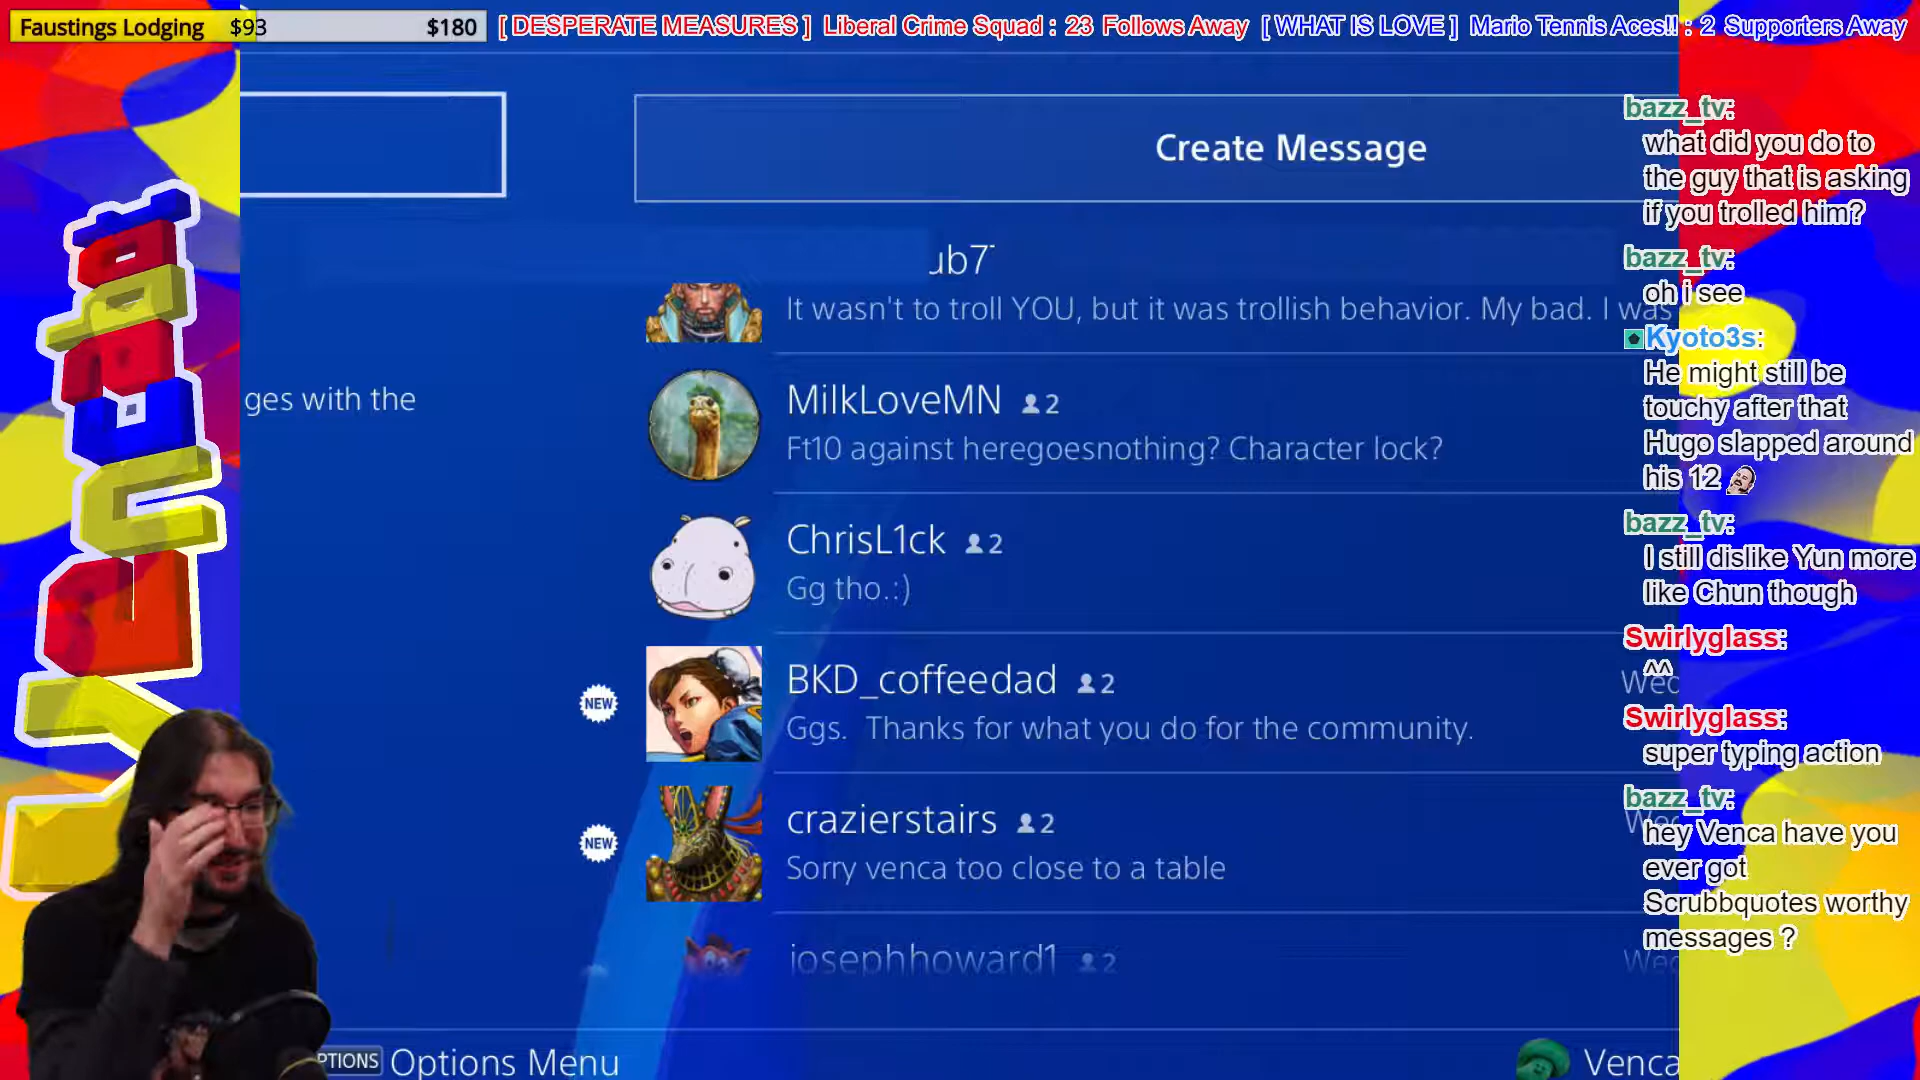 Faustings Lodging $93 $180
[ DESPERATE MEASURES ] Liberal Crime Squad : 23 Follows Away [ WHAT IS LOVE ] Mario Tennis Aces!! : 2 Supporters Away
Create Message
It wasn't to troll YOU, but it was trollish behavior. My bad. I was
ges with the
MilkLoveMN 2
Ft10 against heregoesnothing? Character lock?
ChrisL1ck 2
Gg tho.:)
NEW
BKD_coffeedad 2
Ggs. Thanks for what you do for the community.
NEW
crazierstairs 2
Sorry venca too close to a table
josephhoward1 2
OPTIONS Options Menu
Venca
bazz_tv:
what did you do to
the guy that is asking
if you trolled him?
bazz_tv:
oh i see
Kyoto3s:
He might still be
touchy after that
Hugo slapped around
his 12
bazz_tv:
I still dislike Yun more
like Chun though
Swirlyglass:
^^
Swirlyglass:
super typing action
bazz_tv:
hey Venca have you
ever got
Scrubbquotes worthy
messages ?